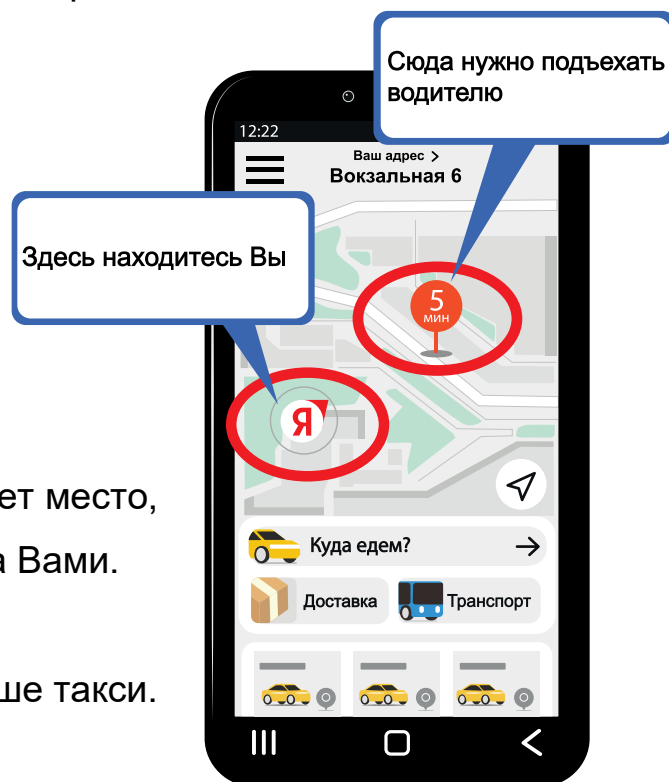 Сюда нужно подъехать
водителю
12:22
Ваш адрес >
Вокзальная 6
Здесь находитесь Вы
5
мин
Я
ет место,
Куда едем? →
Вами.
Доставка Транспорт
ше такси.